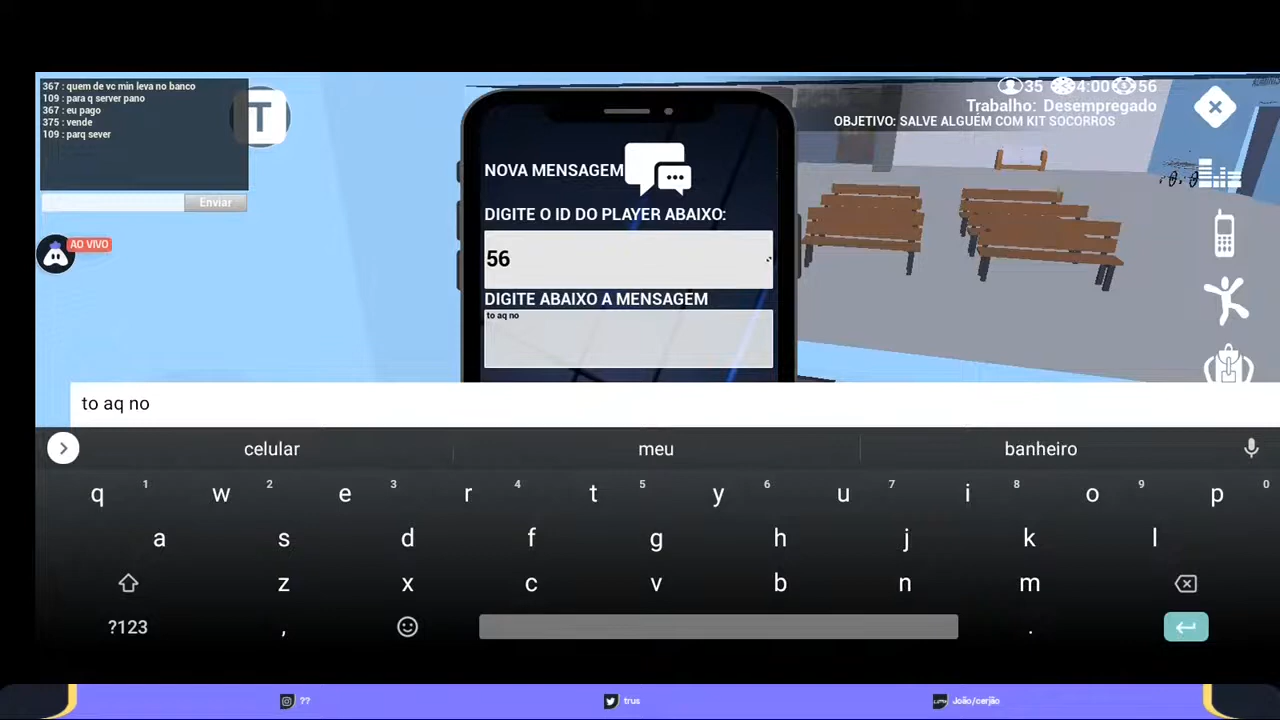 367 : quem de vc min leva no banco
109 : para q server pano
367 : eu pago
375 : vende
109 : parq sever
Enviar
T
AO VIVO
35 4:00 56
Trabalho: Desempregado
OBJETIVO: SALVE ALGUÉM COM KIT SOCORROS
NOVA MENSAGEM
DIGITE O ID DO PLAYER ABAIXO:
56
DIGITE ABAIXO A MENSAGEM
to aq no
to aq no
celular meu banheiro
q 1 w 2 e 3 r 4 t 5 y 6 u 7 i 8 o 9 p 0
a s d f g h j k l
z x c v b n m
?123 , .
?? trus João/cerjão